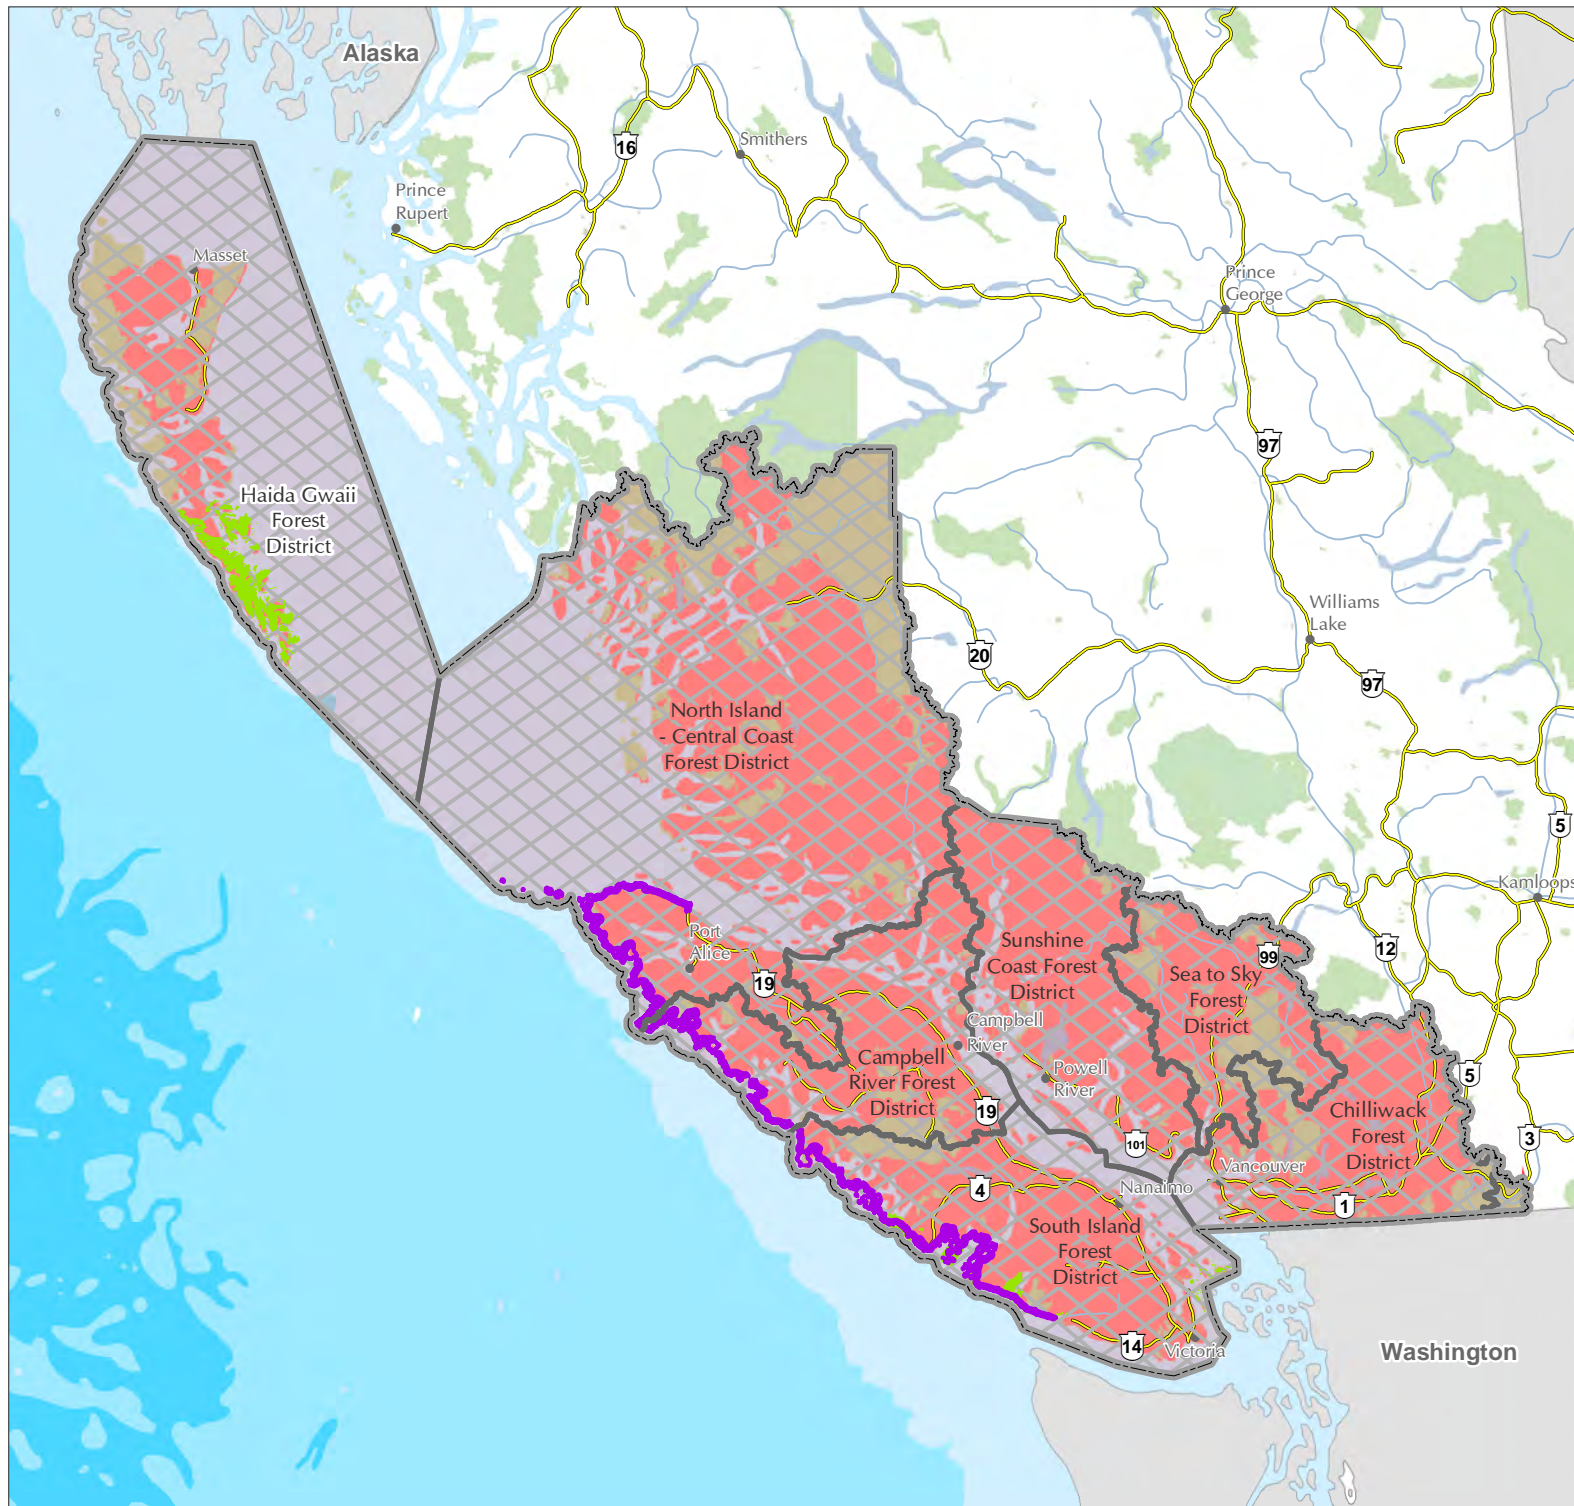 Alaska
16
Smithers
Prince
Rupert
Masset
Prince
George
97
Haida Gwaii
Forest
District
Williams
Lake
20
97
North Island
- Central Coast
Forest District
5
Kamloops
Port
Alice
19
Sunshine
Coast Forest
District
Sea to Sky
Forest
District
99
12
Campbell
River
Campbell
River Forest
District
Powell
River
19
101
5
Chilliwack
Forest
District
3
Vancouver
Nanaimo
4
1
South Island
Forest
District
14
Victoria
Washington